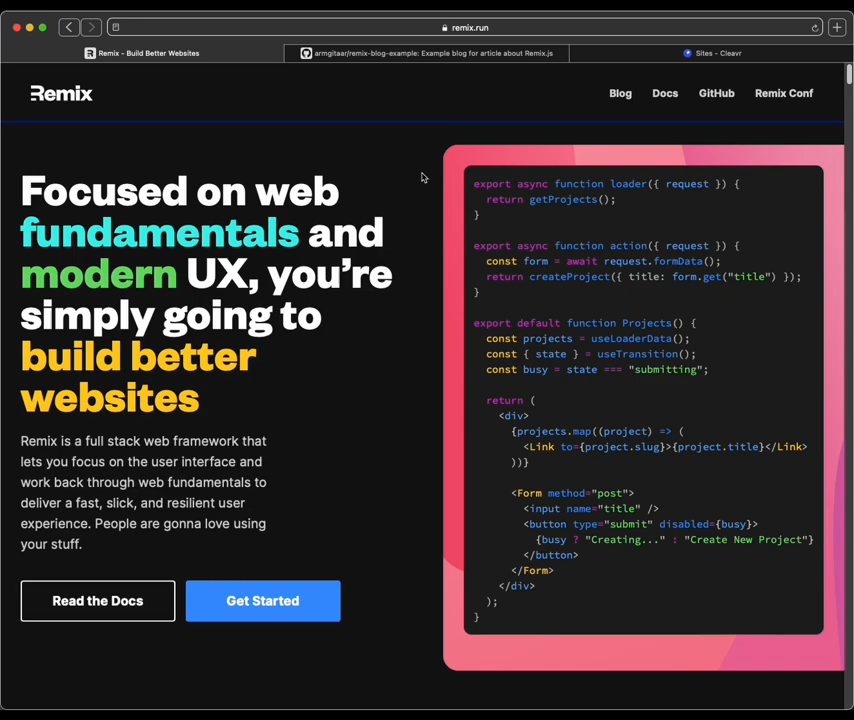 remix.run
Remix - Build Better Websites
armgitaar/remix-blog-example: Example blog for article about Remix.js
Sites - Cleavr
Remix
Blog
Docs
GitHub
Remix Conf
Focused on web
fundamentals and
modern UX, you're
simply going to
build better
websites
Remix is a full stack web framework that
lets you focus on the user interface and
work back through web fundamentals to
deliver a fast, slick, and resilient user
experience. People are gonna love using
your stuff.
Read the Docs
Get Started
export async function loader({ request }) {
  return getProjects();
}
export async function action({ request }) {
  const form = await request.formData();
  return createProject({ title: form.get("title") });
}
export default function Projects() {
  const projects = useLoaderData();
  const { state } = useTransition();
  const busy = state === "submitting";
  return (
    <div>
      {projects.map((project) => (
        <Link to={project.slug}>{project.title}</Link>
      ))}
      <Form method="post">
        <input name="title" />
        <button type="submit" disabled={busy}>
          {busy ? "Creating..." : "Create New Project"}
        </button>
      </Form>
    </div>
  );
}